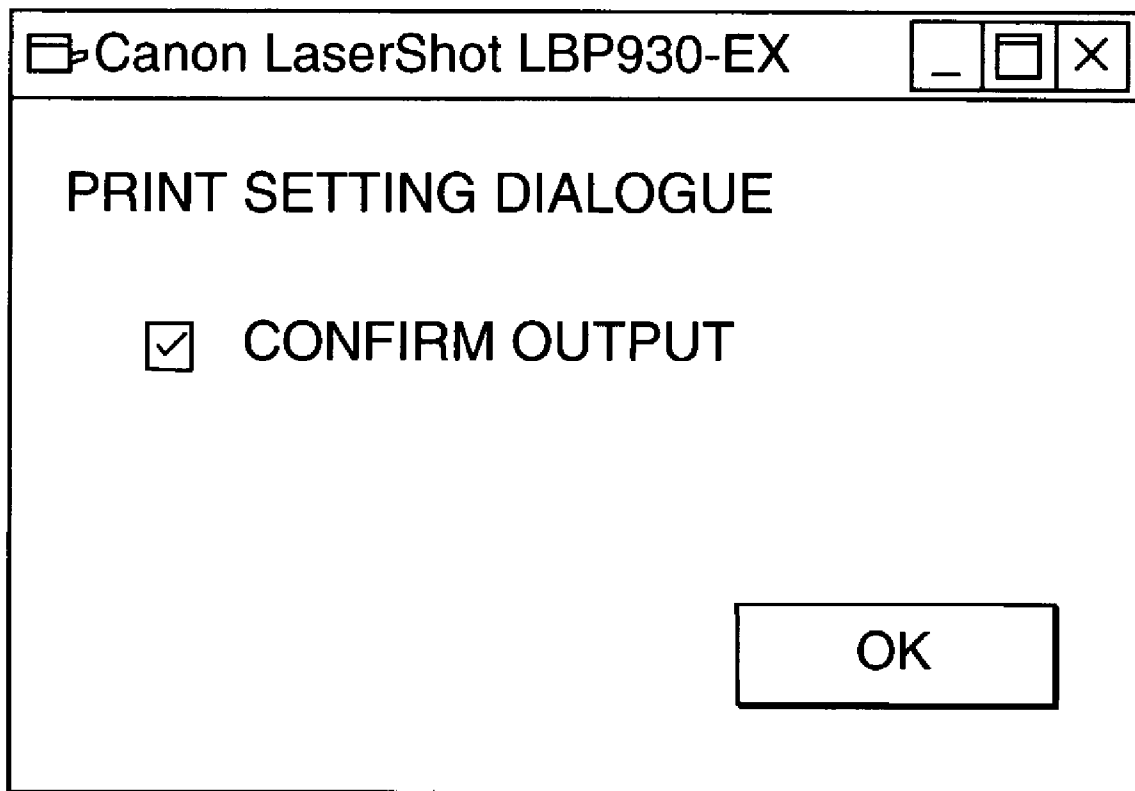 Canon LaserShot LBP930-EX
PRINT SETTING DIALOGUE
CONFIRM OUTPUT
OK